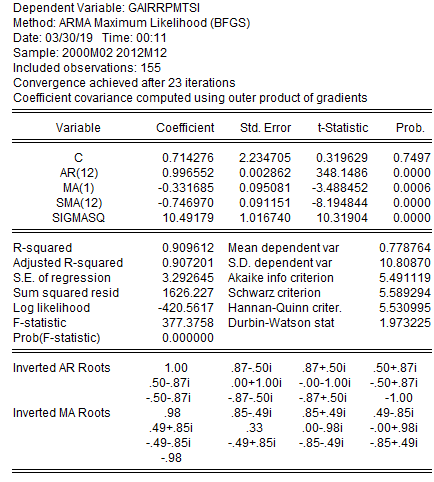 Dependent Variable: GAIRRPMTSI
Method: ARMA Maximum Likelihood (BFGS)
Date: 03/30/19 Time: 00:11
Sample: 2000M02 2012M12
Included observations: 155
Convergence achieved after 23 iterations
Coefficient covariance computed using outer product of gradients
Variable Coefficient Std. Error t-Statistic Prob.
C 0.714276 2.234705 0.319629 0.7497
AR(12) 0.996552 0.002862 348.1486 0.0000
MA(1) -0.331685 0.095081 -3.488452 0.0006
SMA(12) -0.746970 0.091151 -8.194844 0.0000
SIGMASQ 10.49179 1.016740 10.31904 0.0000
R-squared 0.909612 Mean dependent var 0.778764
Adjusted R-squared 0.907201 S.D. dependent var 10.80870
S.E. of regression 3.292645 Akaike info criterion 5.491119
Sum squared resid 1626.227 Schwarz criterion 5.589294
Log likelihood -420.5617 Hannan-Quinn criter. 5.530995
F-statistic 377.3758 Durbin-Watson stat 1.973225
Prob(F-statistic) 0.000000
Inverted AR Roots 1.00 .87-.50i .87+.50i .50+.87i
.50-.87i .00+1.00i -.00-1.00i -.50+.87i
-.50-.87i -.87-.50i -.87+.50i -1.00
Inverted MA Roots .98 .85-.49i .85+.49i .49-.85i
.49+.85i .33 .00-.98i -.00+.98i
-.49-.85i -.49+.85i -.85-.49i -.85+.49i
-.98